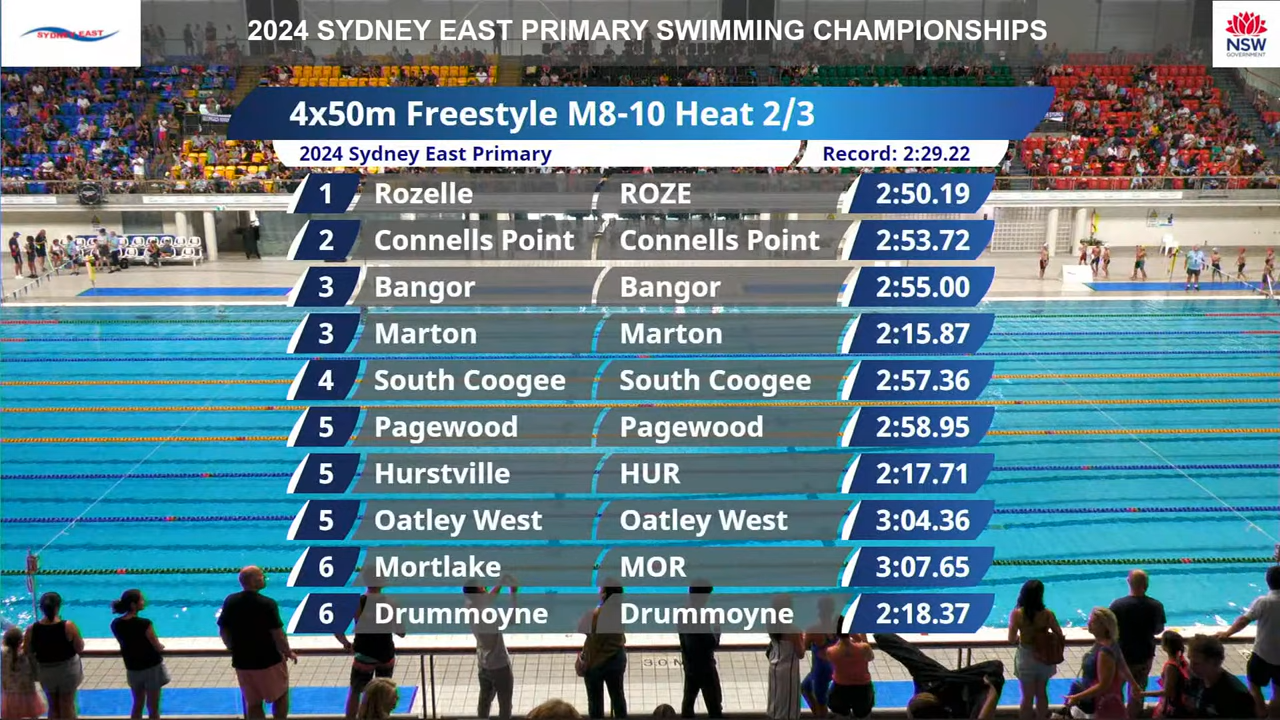 SYDNEY EAST
2024 SYDNEY EAST PRIMARY SWIMMING CHAMPIONSHIPS
NSW
GOVERNMENT
4x50m Freestyle M8-10 Heat 2/3
2024 Sydney East Primary Record: 2:29.22
1 Rozelle ROZE 2:50.19
2 Connells Point Connells Point 2:53.72
3 Bangor Bangor 2:55.00
3 Marton Marton 2:15.87
4 South Coogee South Coogee 2:57.36
5 Pagewood Pagewood 2:58.95
5 Hurstville HUR 2:17.71
5 Oatley West Oatley West 3:04.36
6 Mortlake MOR 3:07.65
6 Drummoyne Drummoyne 2:18.37